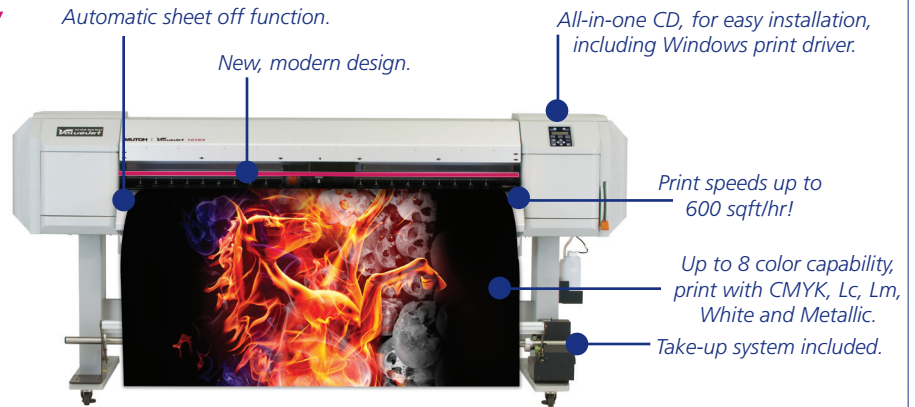 Automatic sheet off function.
All-in-one CD, for easy installation,
including Windows print driver.
New, modern design.
ValueJet
MUTOH
ValueJet
Print speeds up to
600 sqft/hr!
Up to 8 color capability,
print with CMYK, Lc, Lm,
White and Metallic.
Take-up system included.